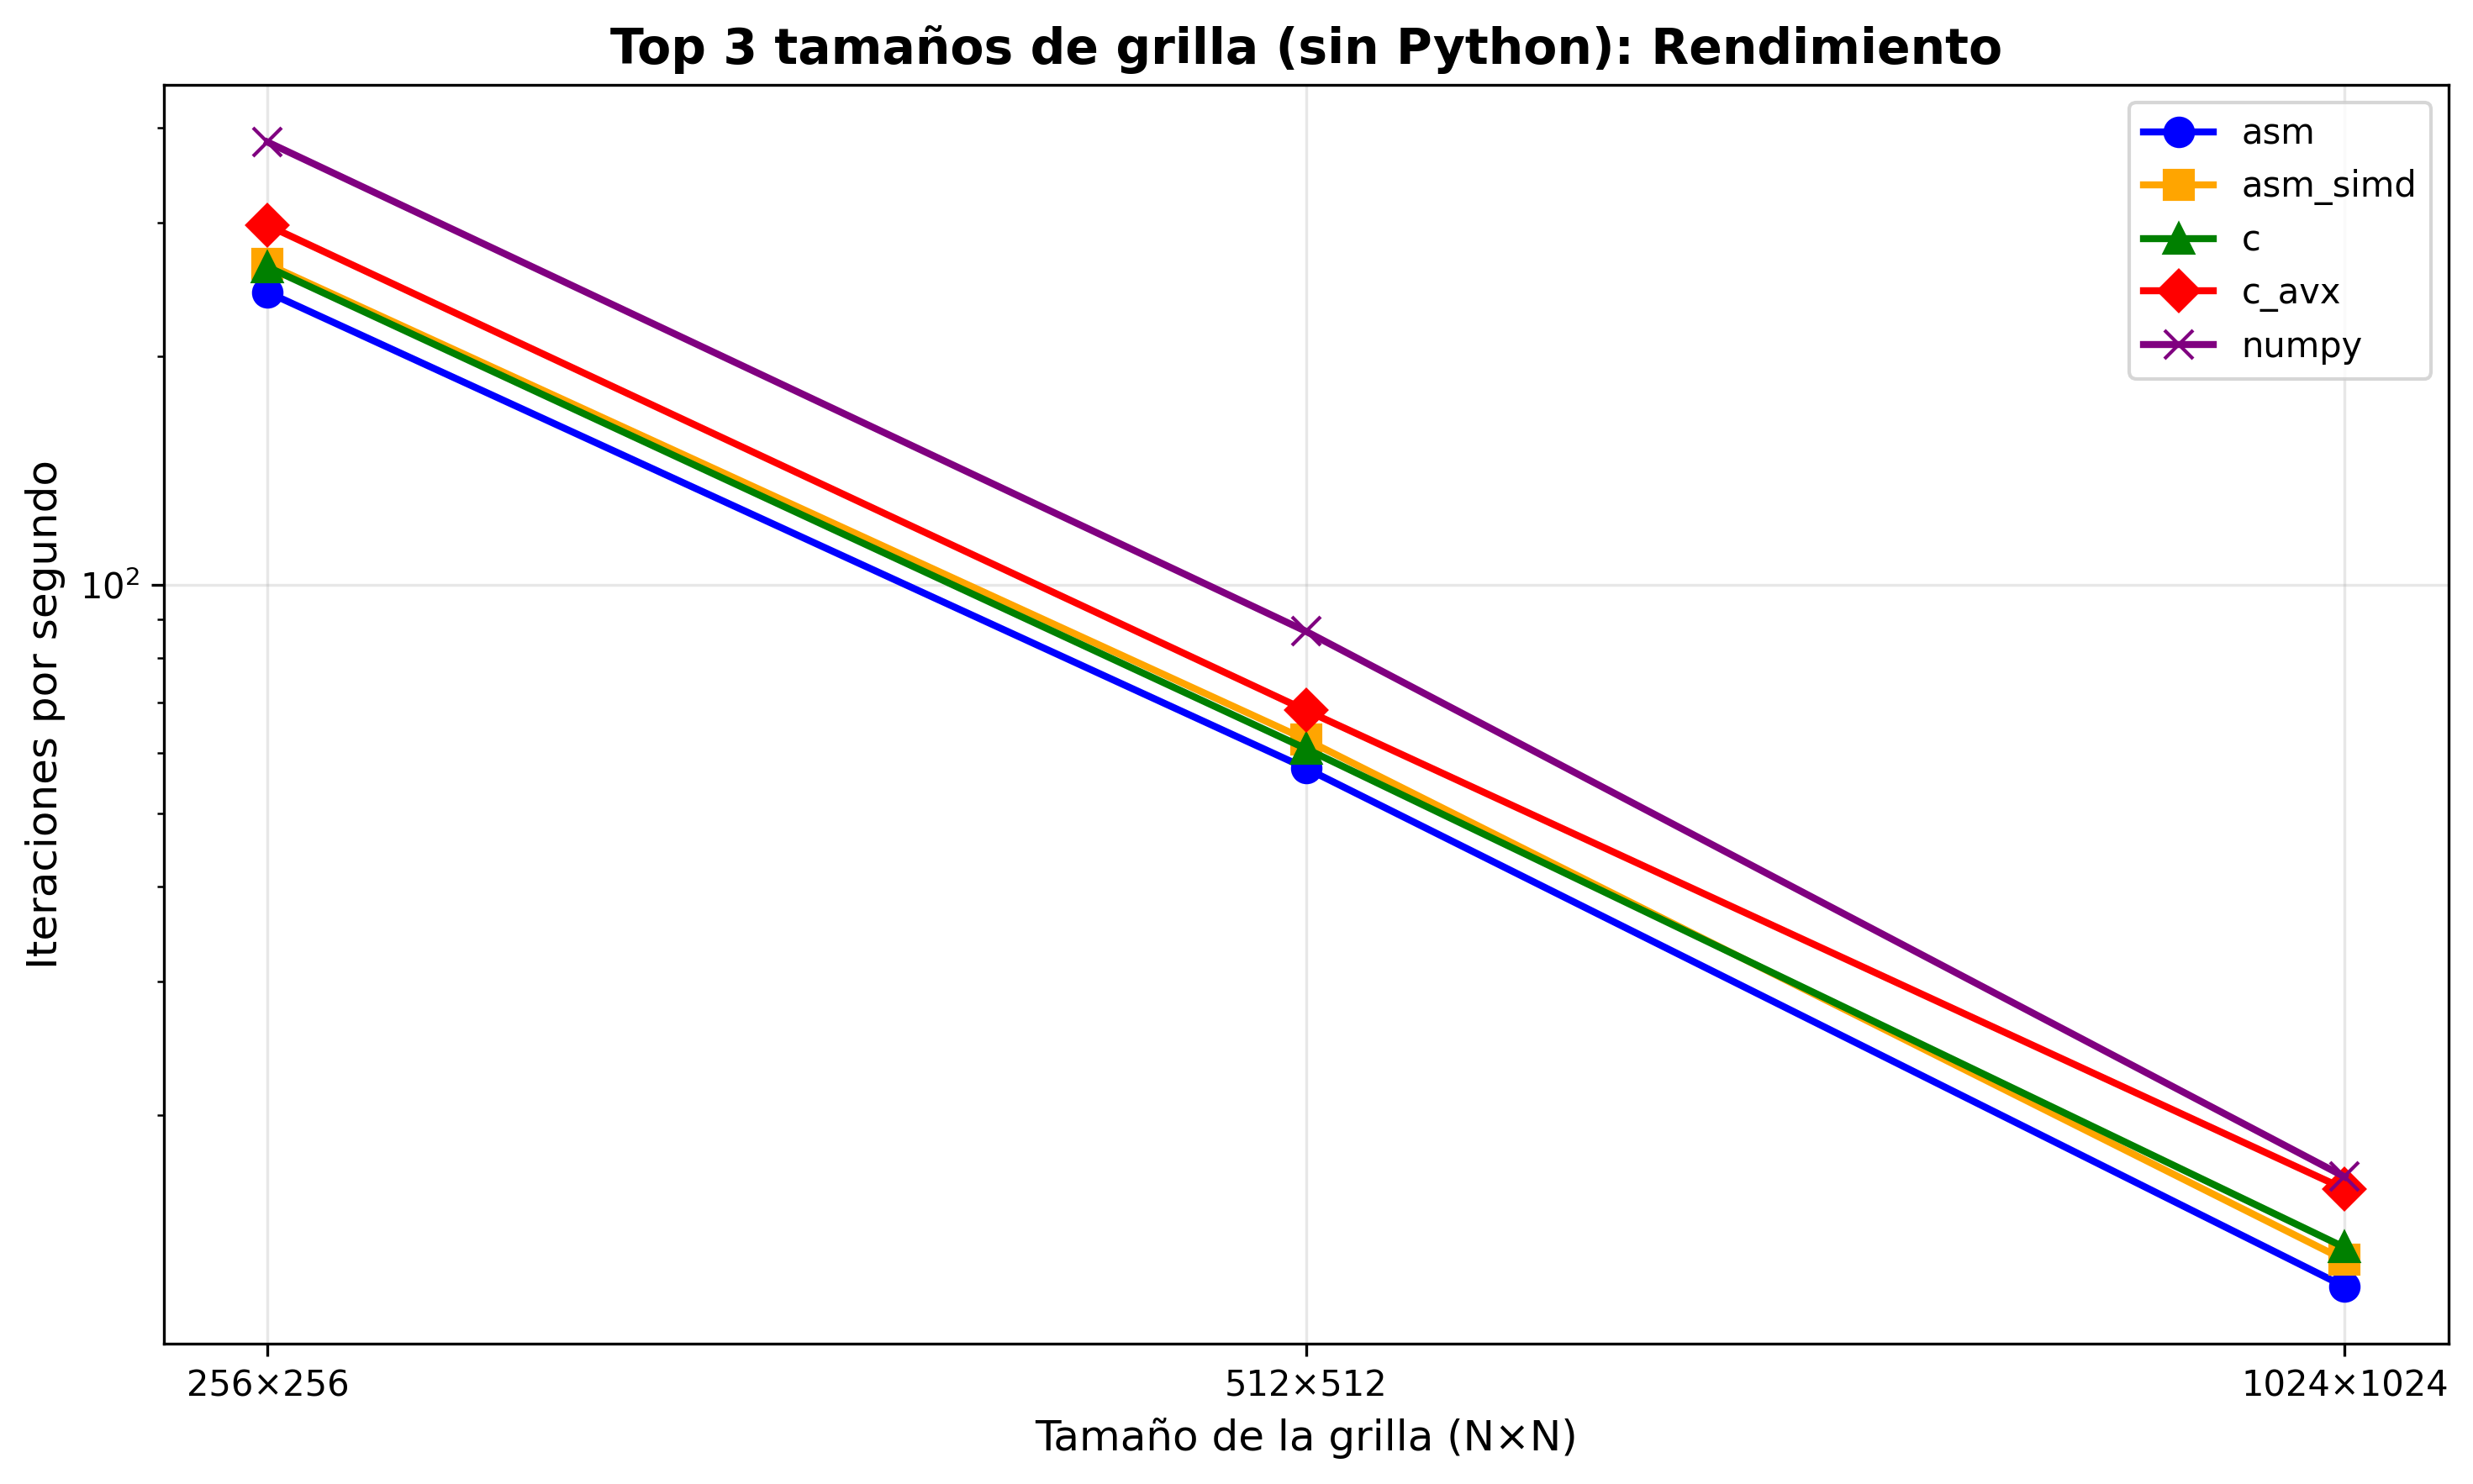 Top 3 tamaños de grilla (sin Python): Rendimiento
asm
asm_simd
c
c_avx
numpy
Iteraciones por segundo
10²
256×256
512×512
1024×1024
Tamaño de la grilla (N×N)